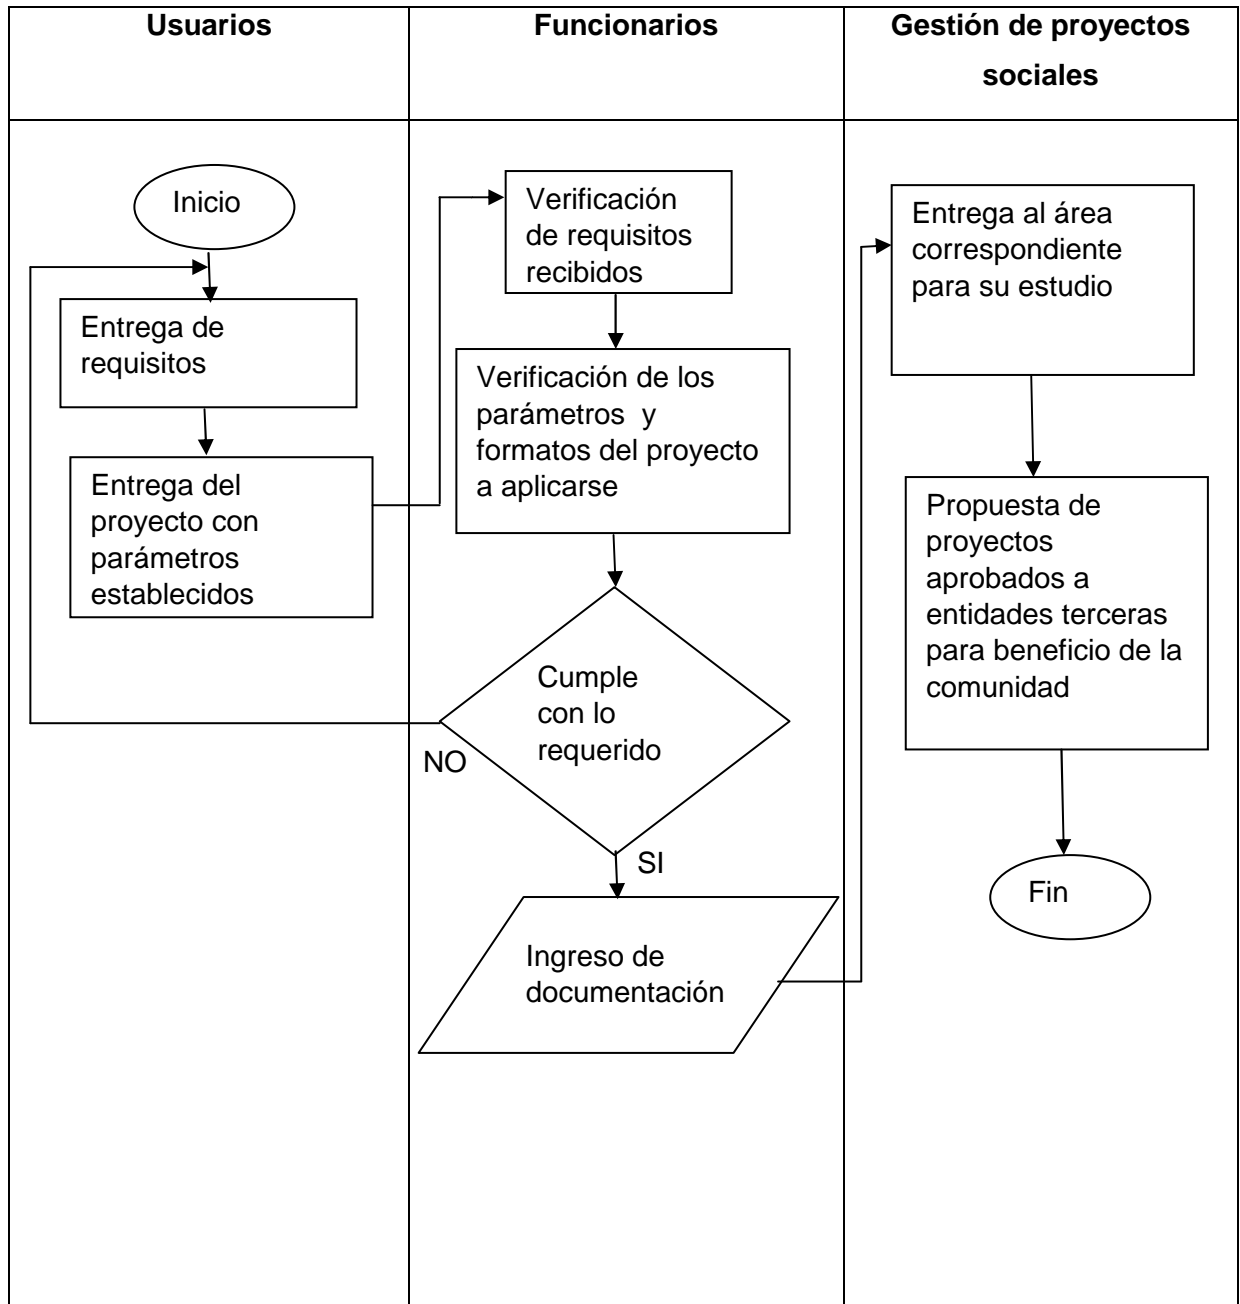 Usuarios
Funcionarios
Gestión de proyectos
sociales
Inicio
Entrega de
requisitos
Entrega del
proyecto con
parámetros
establecidos
Verificación
de requisitos
recibidos
Verificación de los
parámetros  y
formatos del proyecto
a aplicarse
Cumple
con lo
requerido
NO
SI
Ingreso de
documentación
Entrega al área
correspondiente
para su estudio
Propuesta de
proyectos
aprobados a
entidades terceras
para beneficio de la
comunidad
Fin